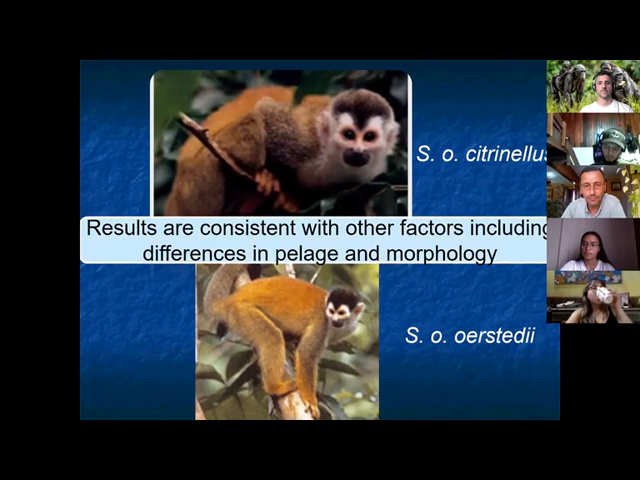 S. o. citrinellus
Results are consistent with other factors including
differences in pelage and morphology
S. o. oerstedii